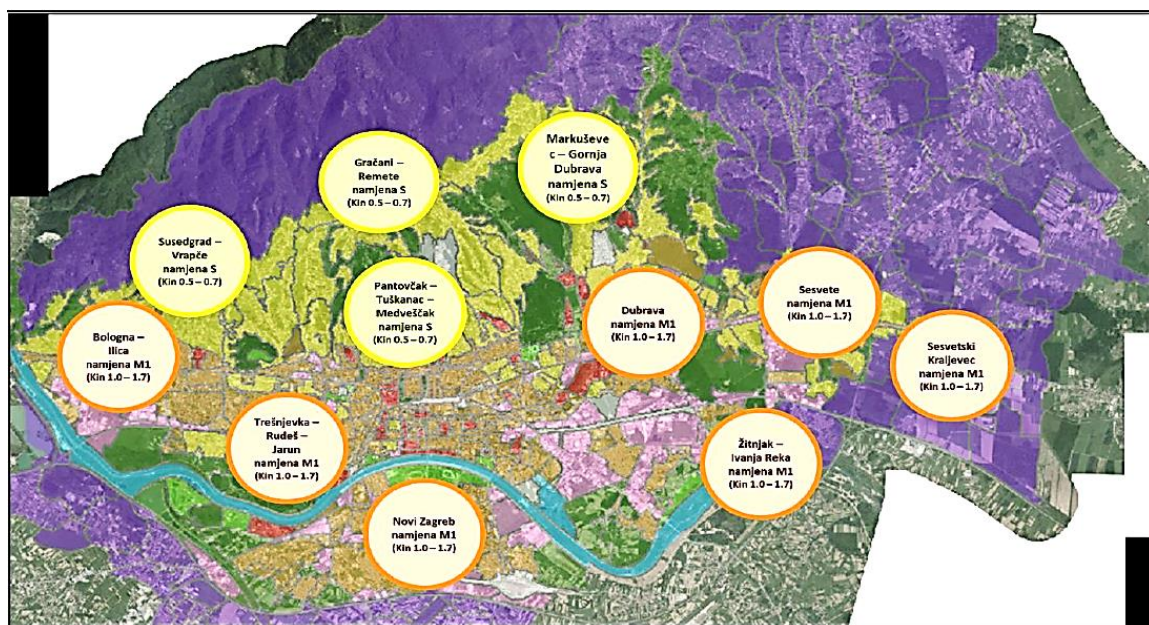 Gračani –
Remete
namjena S
(Kin 0.5 – 0.7)
Markuševe
c – Gornja
Dubrava
namjena S
(Kin 0.5 – 0.7)
Susedgrad –
Vrapče
namjena S
(Kin 0.5 – 0.7)
Pantovčak –
Tuškanac –
Medveščak
namjena S
(Kin 0.5 – 0.7)
Bologna –
Ilica
namjena M1
(Kin 1.0 – 1.7)
Dubrava
namjena M1
(Kin 1.0 – 1.7)
Sesvete
namjena M1
(Kin 1.0 – 1.7)
Sesvetski
Kraljevec
namjena M1
(Kin 1.0 – 1.7)
Trešnjevka –
Rudeš –
Jarun
namjena M1
(Kin 1.0 – 1.7)
Žitnjak –
Ivanja Reka
namjena M1
(Kin 1.0 – 1.7)
Novi Zagreb
namjena M1
(Kin 1.0 – 1.7)